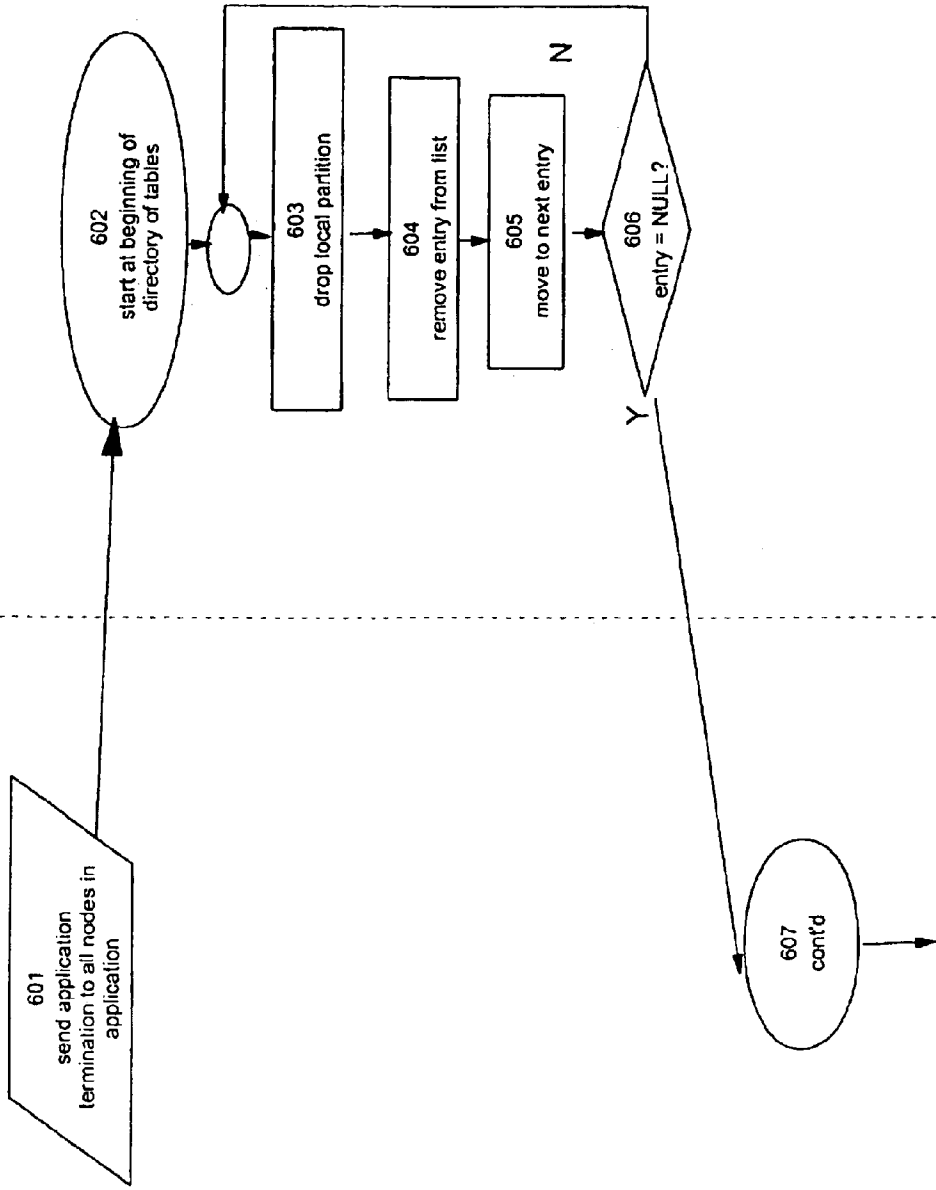 601
send application
termination to all nodes in
application
602
start at beginning of
directory of tables
603
drop local partition
604
remove entry from list
605
move to next entry
606
entry = NULL?
N
Y
607
cont'd